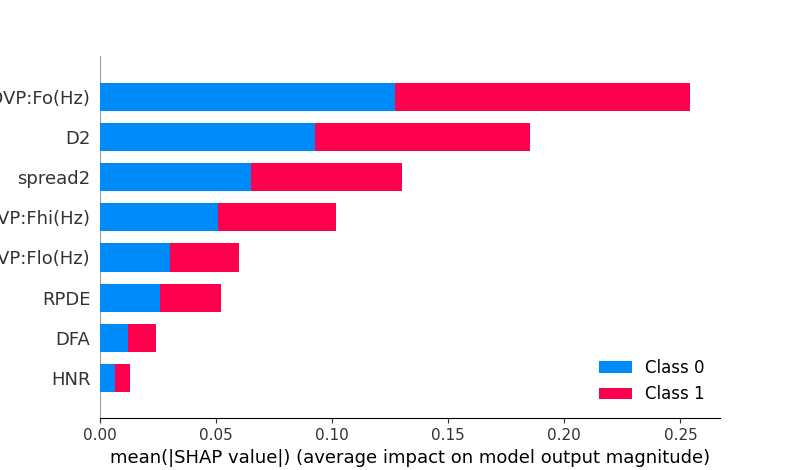 VP:Fo(Hz)
D2
spread2
VP:Fhi(Hz)
VP:Flo(Hz)
RPDE
DFA
HNR
Class 0
Class 1
0.00 0.05 0.10 0.15 0.20 0.25
mean(|SHAP value|) (average impact on model output magnitude)